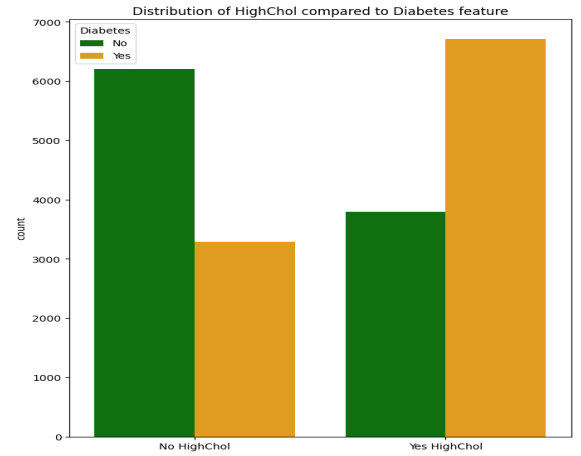 Distribution of HighChol compared to Diabetes feature
Diabetes
No
Yes
7000
6000
5000
4000
3000
2000
1000
0
count
No HighChol
Yes HighChol